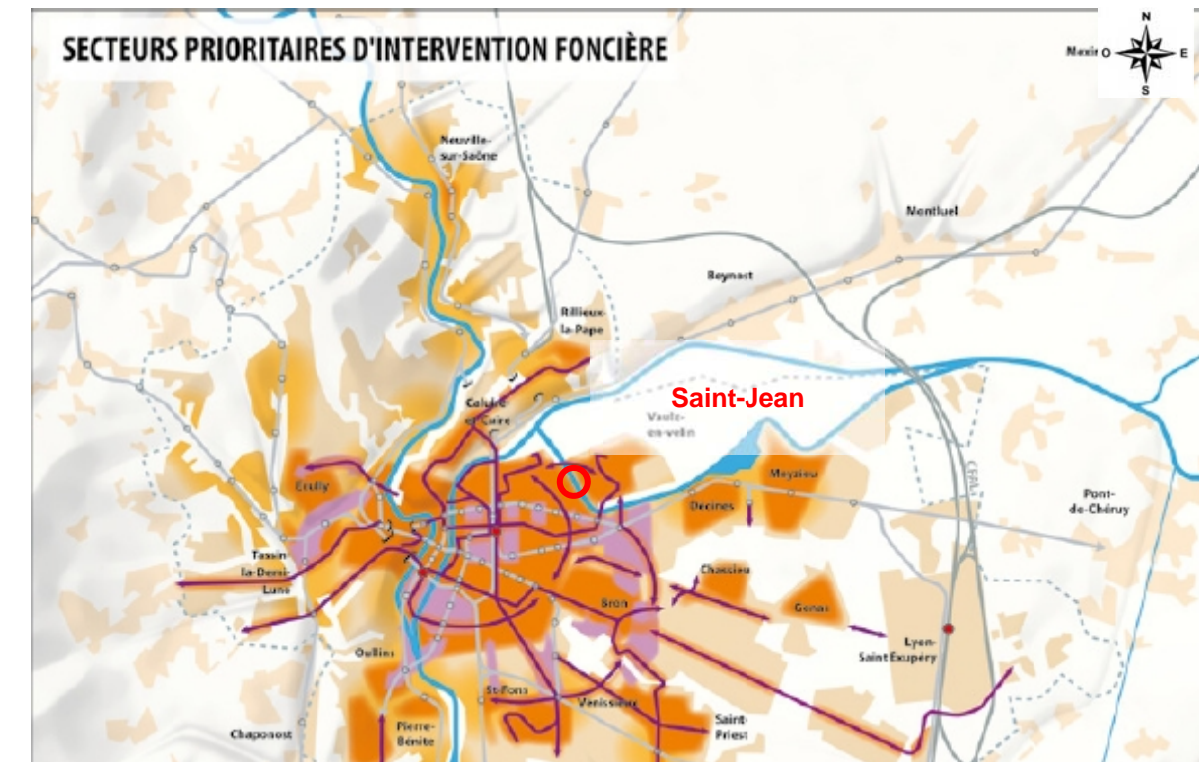 SECTEURS PRIORITAIRES D'INTERVENTION FONCIÈRE
N
O
E
S
Neuville-
sur-Saône
Montluel
Beynost
Rillieux-
la-Pape
Saint-Jean
Caluire-
et-Cuire
Vaulx-
en-velin
Écully
Meyzieu
Décines
Pont-
de-Chéruy
Tassin-
la-Demi-
Lune
Chassieu
Bron
Genas
Lyon-
Saint Exupéry
Oullins
St-Fons
Vénissieux
Chaponost
Pierre-
Bénite
Saint-
Priest